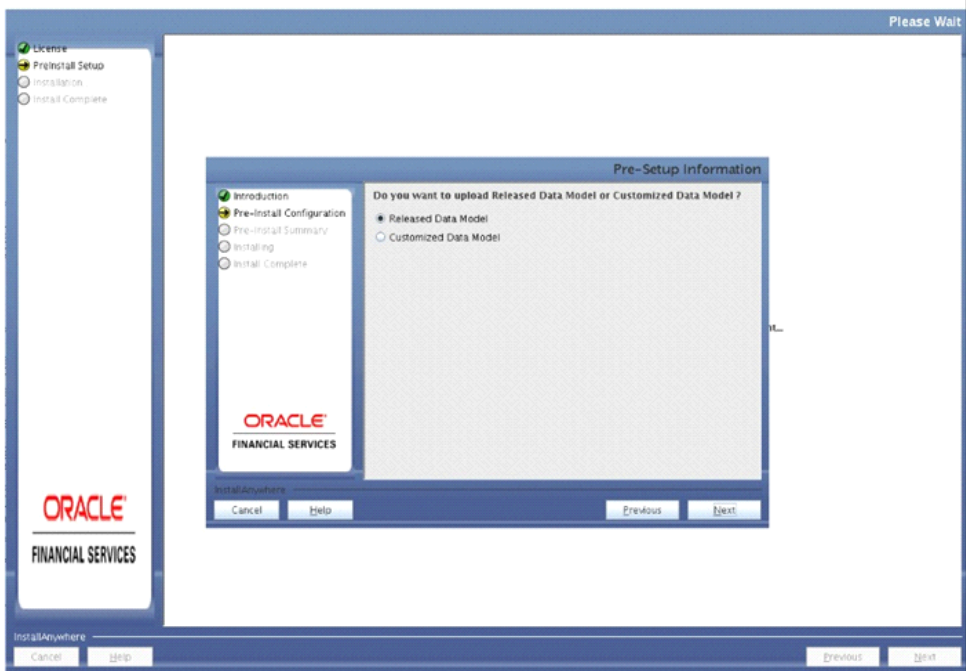 Please Wait
License
PreInstall Setup
Installation
Install Complete
Pre-Setup Information
Introduction
Pre-Install Configuration
Pre-Install Summary
Installing
Install Complete
Do you want to upload Released Data Model or Customized Data Model ?
Released Data Model
Customized Data Model
ORACLE
FINANCIAL SERVICES
InstallAnywhere
Cancel
Help
Previous
Next
ORACLE
FINANCIAL SERVICES
InstallAnywhere
Cancel
Help
Previous
Next